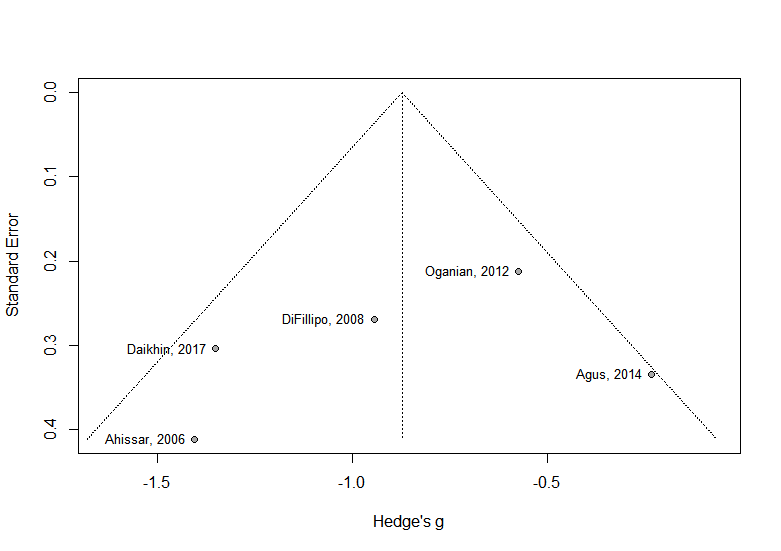 0.0
0.1
0.2
0.3
0.4
Standard Error
Oganian, 2012
DiFillipo, 2008
Daikhin, 2017
Agus, 2014
Ahissar, 2006
-1.5
-1.0
-0.5
Hedge's g